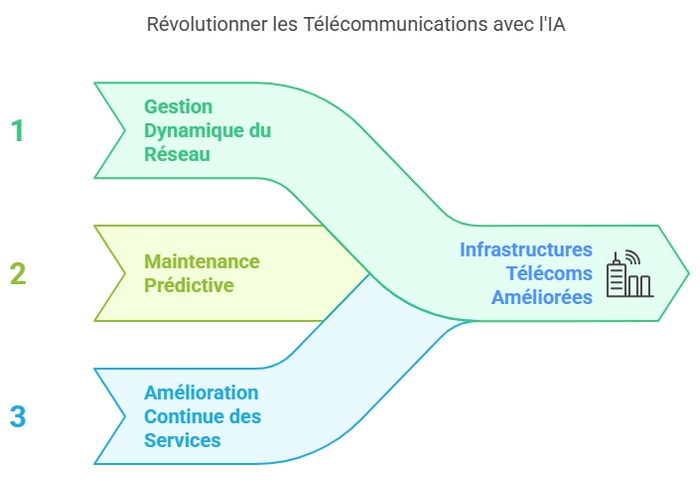 Révolutionner les Télécommunications avec l'IA
1
Gestion
Dynamique du
Réseau
2
Maintenance
Prédictive
Infrastructures
Télécoms
Améliorées
3
Amélioration
Continue des
Services